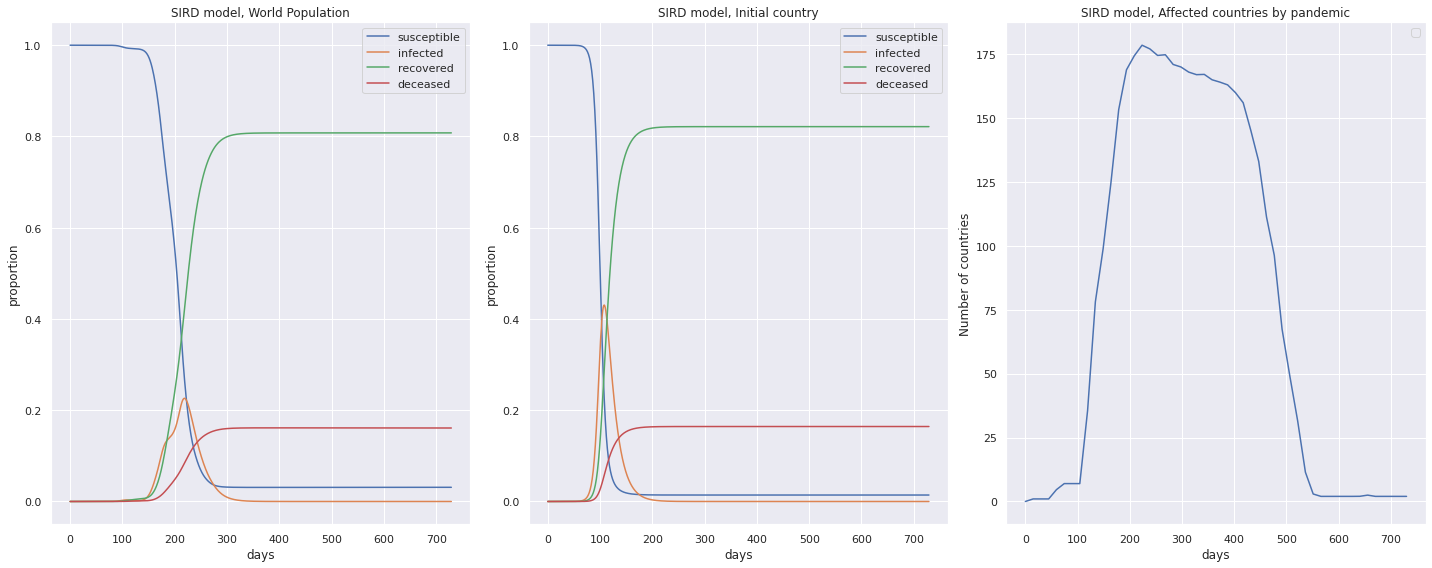 SIRD model, World Population
susceptible
infected
recovered
deceased
1.0
0.8
0.6
0.4
0.2
0.0
proportion
0 100 200 300 400 500 600 700
days
SIRD model, Initial country
susceptible
infected
recovered
deceased
1.0
0.8
0.6
0.4
0.2
0.0
proportion
0 100 200 300 400 500 600 700
days
SIRD model, Affected countries by pandemic
175
150
125
100
75
50
25
0
Number of countries
0 100 200 300 400 500 600 700
days